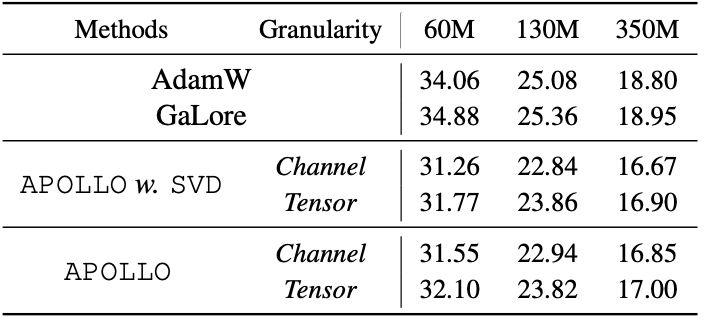 Methods Granularity 60M 130M 350M
AdamW 34.06 25.08 18.80
GaLore 34.88 25.36 18.95
APOLLO w. SVD Channel 31.26 22.84 16.67
Tensor 31.77 23.86 16.90
APOLLO Channel 31.55 22.94 16.85
Tensor 32.10 23.82 17.00